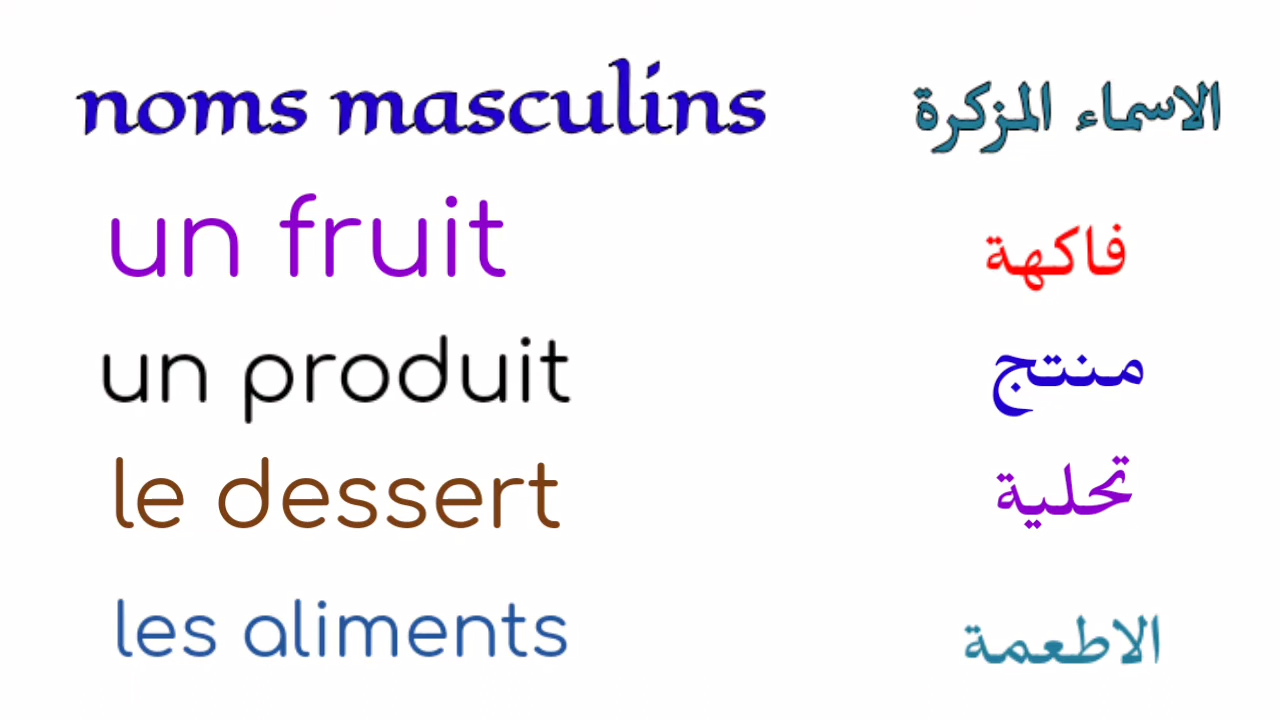 noms masculins الاسماء المزكرة
un fruit فاكهة
un produit منتج
le dessert تحلية
les aliments الاطعمة